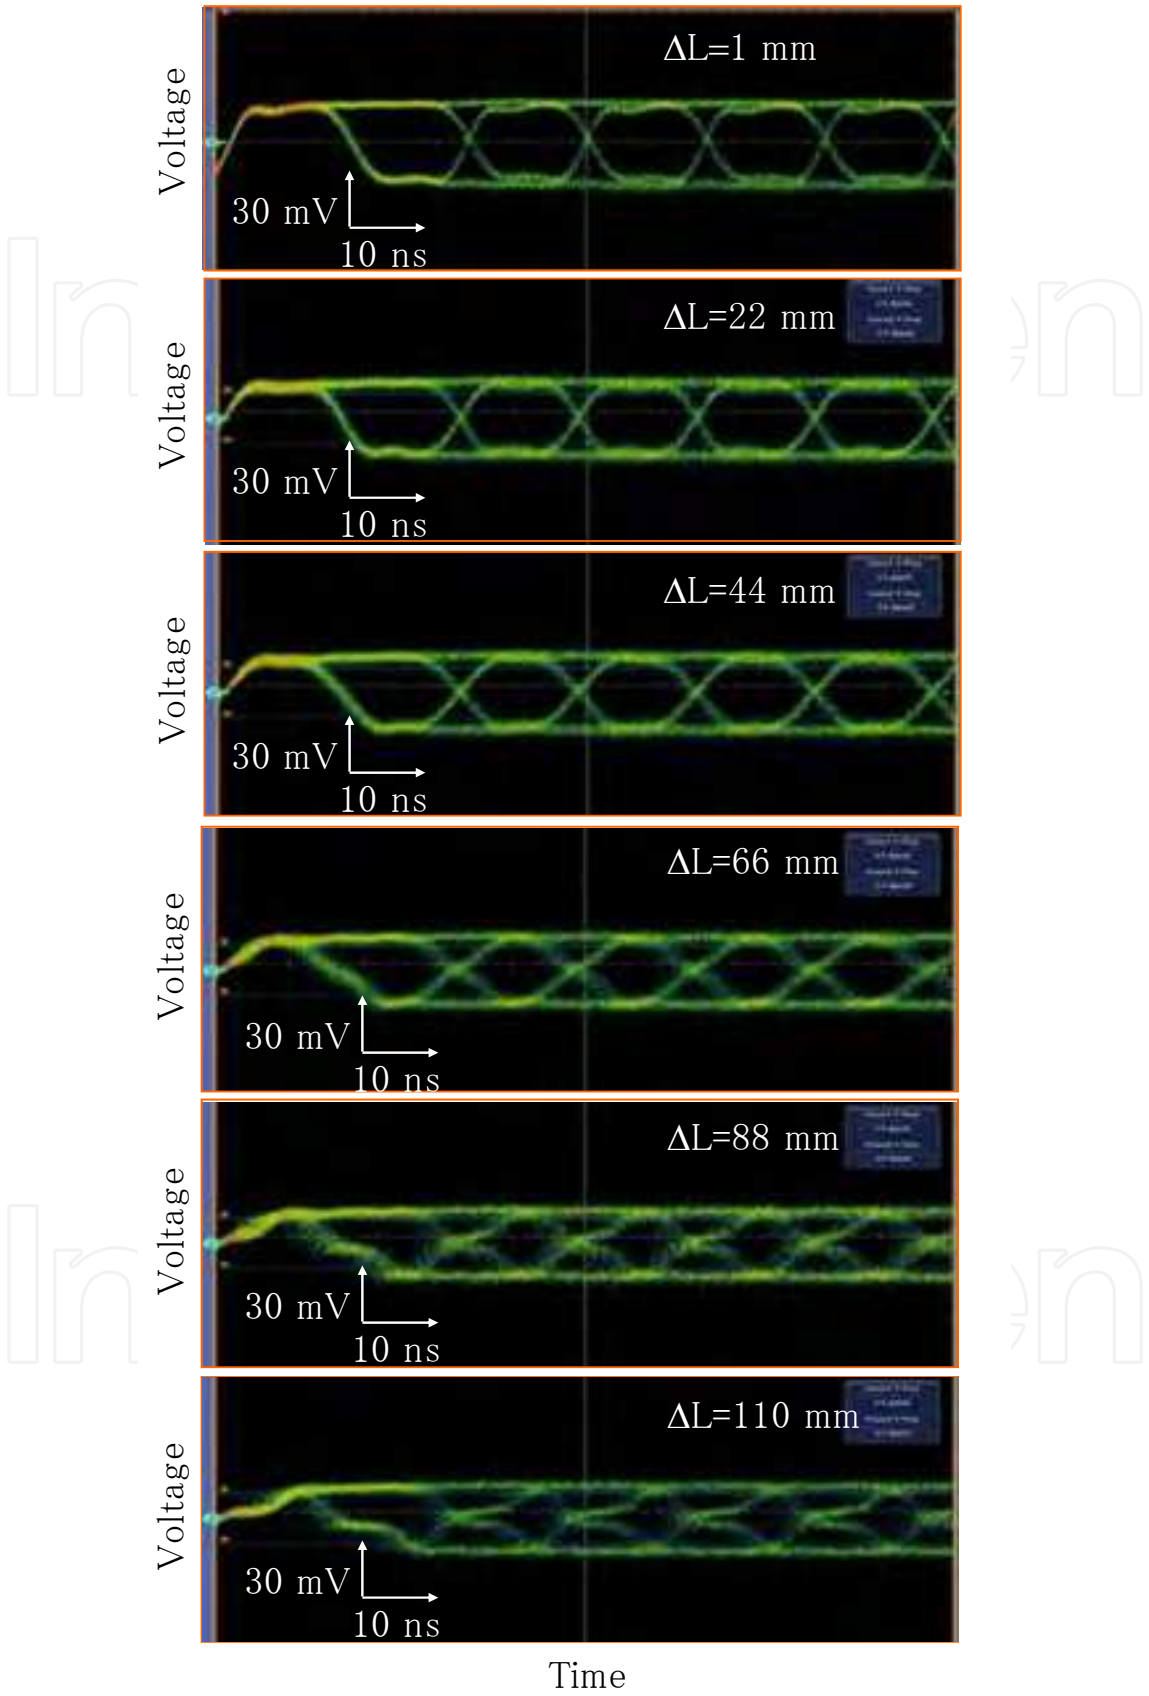 ΔL=1 mm
Voltage
30 mV
10 ns
ΔL=22 mm
Voltage
30 mV
10 ns
ΔL=44 mm
Voltage
30 mV
10 ns
ΔL=66 mm
Voltage
30 mV
10 ns
ΔL=88 mm
Voltage
30 mV
10 ns
ΔL=110 mm
Voltage
30 mV
10 ns
Time